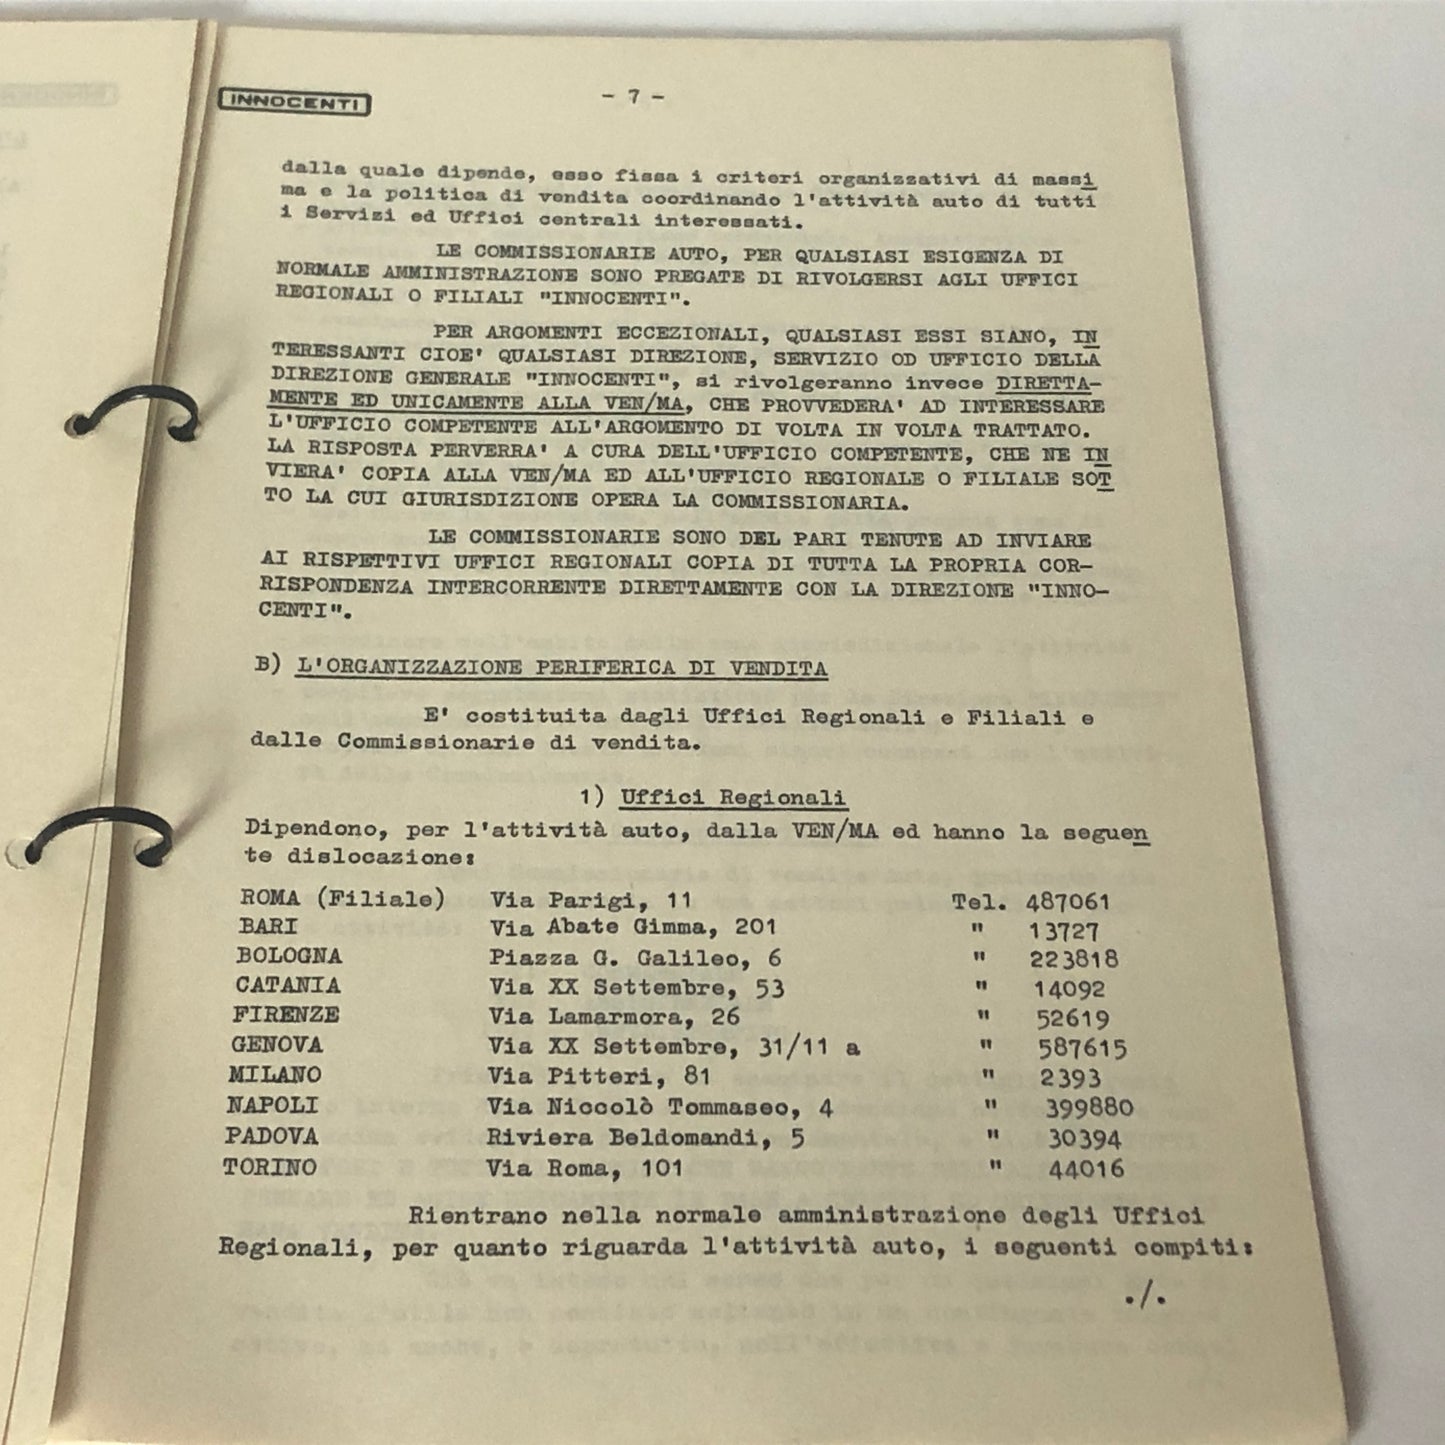 INNOCENTI
- 7 -
dalla quale dipende, esso fissa i criteri organizzativi di massi
ma e la politica di vendita coordinando l'attività auto di tutti
i Servizi ed Uffici centrali interessati.
LE COMMISSIONARIE AUTO, PER QUALSIASI ESIGENZA DI
NORMALE AMMINISTRAZIONE SONO PREGATE DI RIVOLGERSI AGLI UFFICI
REGIONALI O FILIALI "INNOCENTI".
PER ARGOMENTI ECCEZIONALI, QUALSIASI ESSI SIANO, IN
TERESSANTI CIOE' QUALSIASI DIREZIONE, SERVIZIO OD UFFICIO DELLA
DIREZIONE GENERALE "INNOCENTI", si rivolgeranno invece DIRETTA-
MENTE ED UNICAMENTE ALLA VEN/MA, CHE PROVVEDERA' AD INTERESSARE
L'UFFICIO COMPETENTE ALL'ARGOMENTO DI VOLTA IN VOLTA TRATTATO.
LA RISPOSTA PERVERRA' A CURA DELL'UFFICIO COMPETENTE, CHE NE IN
VIERA' COPIA ALLA VEN/MA ED ALL'UFFICIO REGIONALE O FILIALE SOT
TO LA CUI GIURISDIZIONE OPERA LA COMMISSIONARIA.
LE COMMISSIONARIE SONO DEL PARI TENUTE AD INVIARE
AI RISPETTIVI UFFICI REGIONALI COPIA DI TUTTA LA PROPRIA COR-
RISPONDENZA INTERCORRENTE DIRETTAMENTE CON LA DIREZIONE "INNO-
CENTI".
B) L'ORGANIZZAZIONE PERIFERICA DI VENDITA
E' costituita dagli Uffici Regionali e Filiali e
dalle Commissionarie di vendita.
1) Uffici Regionali
Dipendono, per l'attività auto, dalla VEN/MA ed hanno la seguen
te dislocazione:
ROMA (Filiale) Via Parigi, 11 Tel. 487061
BARI Via Abate Gimma, 201 " 13727
BOLOGNA Piazza G. Galileo, 6 " 223818
CATANIA Via XX Settembre, 53 " 14092
FIRENZE Via Lamarmora, 26 " 52619
GENOVA Via XX Settembre, 31/11 a " 587615
MILANO Via Pitteri, 81 " 2393
NAPOLI Via Niccolò Tommaseo, 4 " 399880
PADOVA Riviera Beldomandi, 5 " 30394
TORINO Via Roma, 101 " 44016
Rientrano nella normale amministrazione degli Uffici
Regionali, per quanto riguarda l'attività auto, i seguenti compiti:
./.